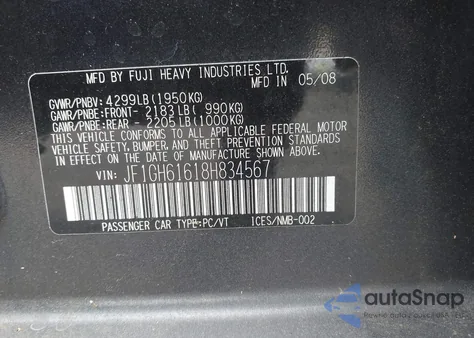 MFD BY FUJI HEAVY INDUSTRIES LTD.
MFD IN 05/08
GVWR/PNBV: 4299LB(1950KG)
GAWR/PNBE:FRONT- 2183LB( 990KG)
GAWR/PNBE:REAR - 2205LB(1000KG)
THIS VEHICLE CONFORMS TO ALL APPLICABLE FEDERAL MOTOR
VEHICLE SAFETY,BUMPER, AND THEFT PREVENTION STANDARDS
IN EFFECT ON THE DATE OF MANUFACTURE SHOWN ABOVE.
VIN: JF1GH61618H834567
PASSENGER CAR TYPE:PC/VT ICES/NMB-002
autoSnap